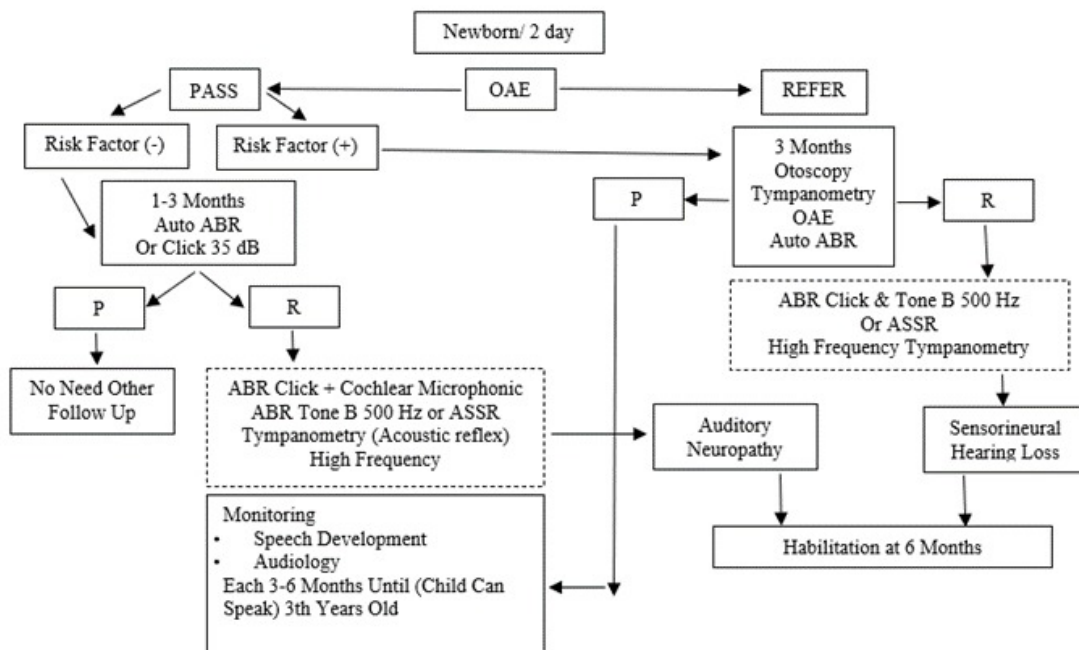 Newborn/ 2 day
PASS
OAE
REFER
Risk Factor (-)
Risk Factor (+)
3 Months
Otoscopy
Tympanometry
OAE
Auto ABR
P
R
1-3 Months
Auto ABR
Or Click 35 dB
P
R
ABR Click & Tone B 500 Hz
Or ASSR
High Frequency Tympanometry
No Need Other
Follow Up
ABR Click + Cochlear Microphonic
ABR Tone B 500 Hz or ASSR
Tympanometry (Acoustic reflex)
High Frequency
Auditory
Neuropathy
Sensorineural
Hearing Loss
Monitoring
• Speech Development
• Audiology
Each 3-6 Months Until (Child Can
Speak) 3th Years Old
Habilitation at 6 Months